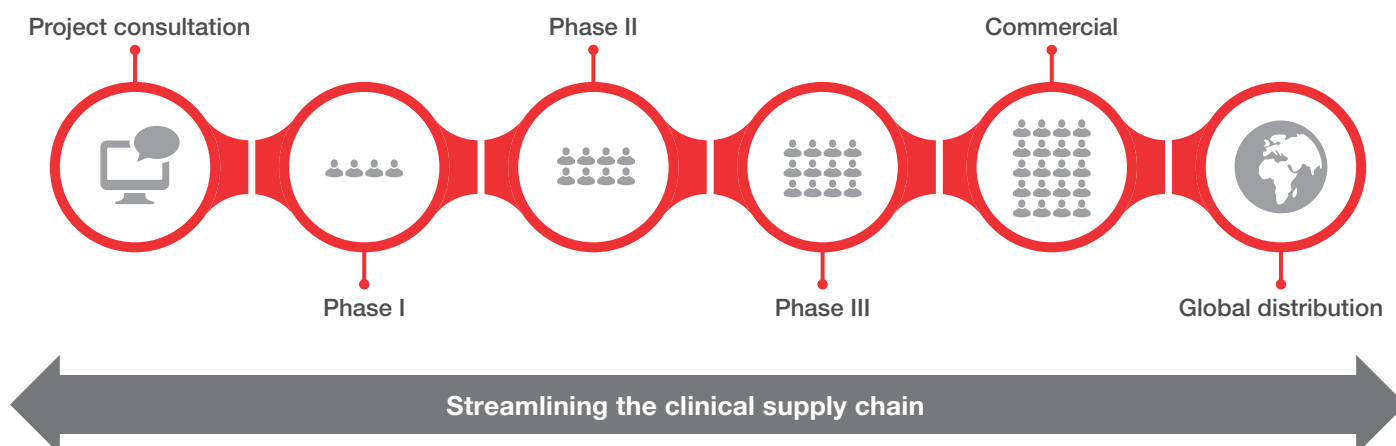 Project consultation
Phase II
Commercial
Phase I
Phase III
Global distribution
Streamlining the clinical supply chain